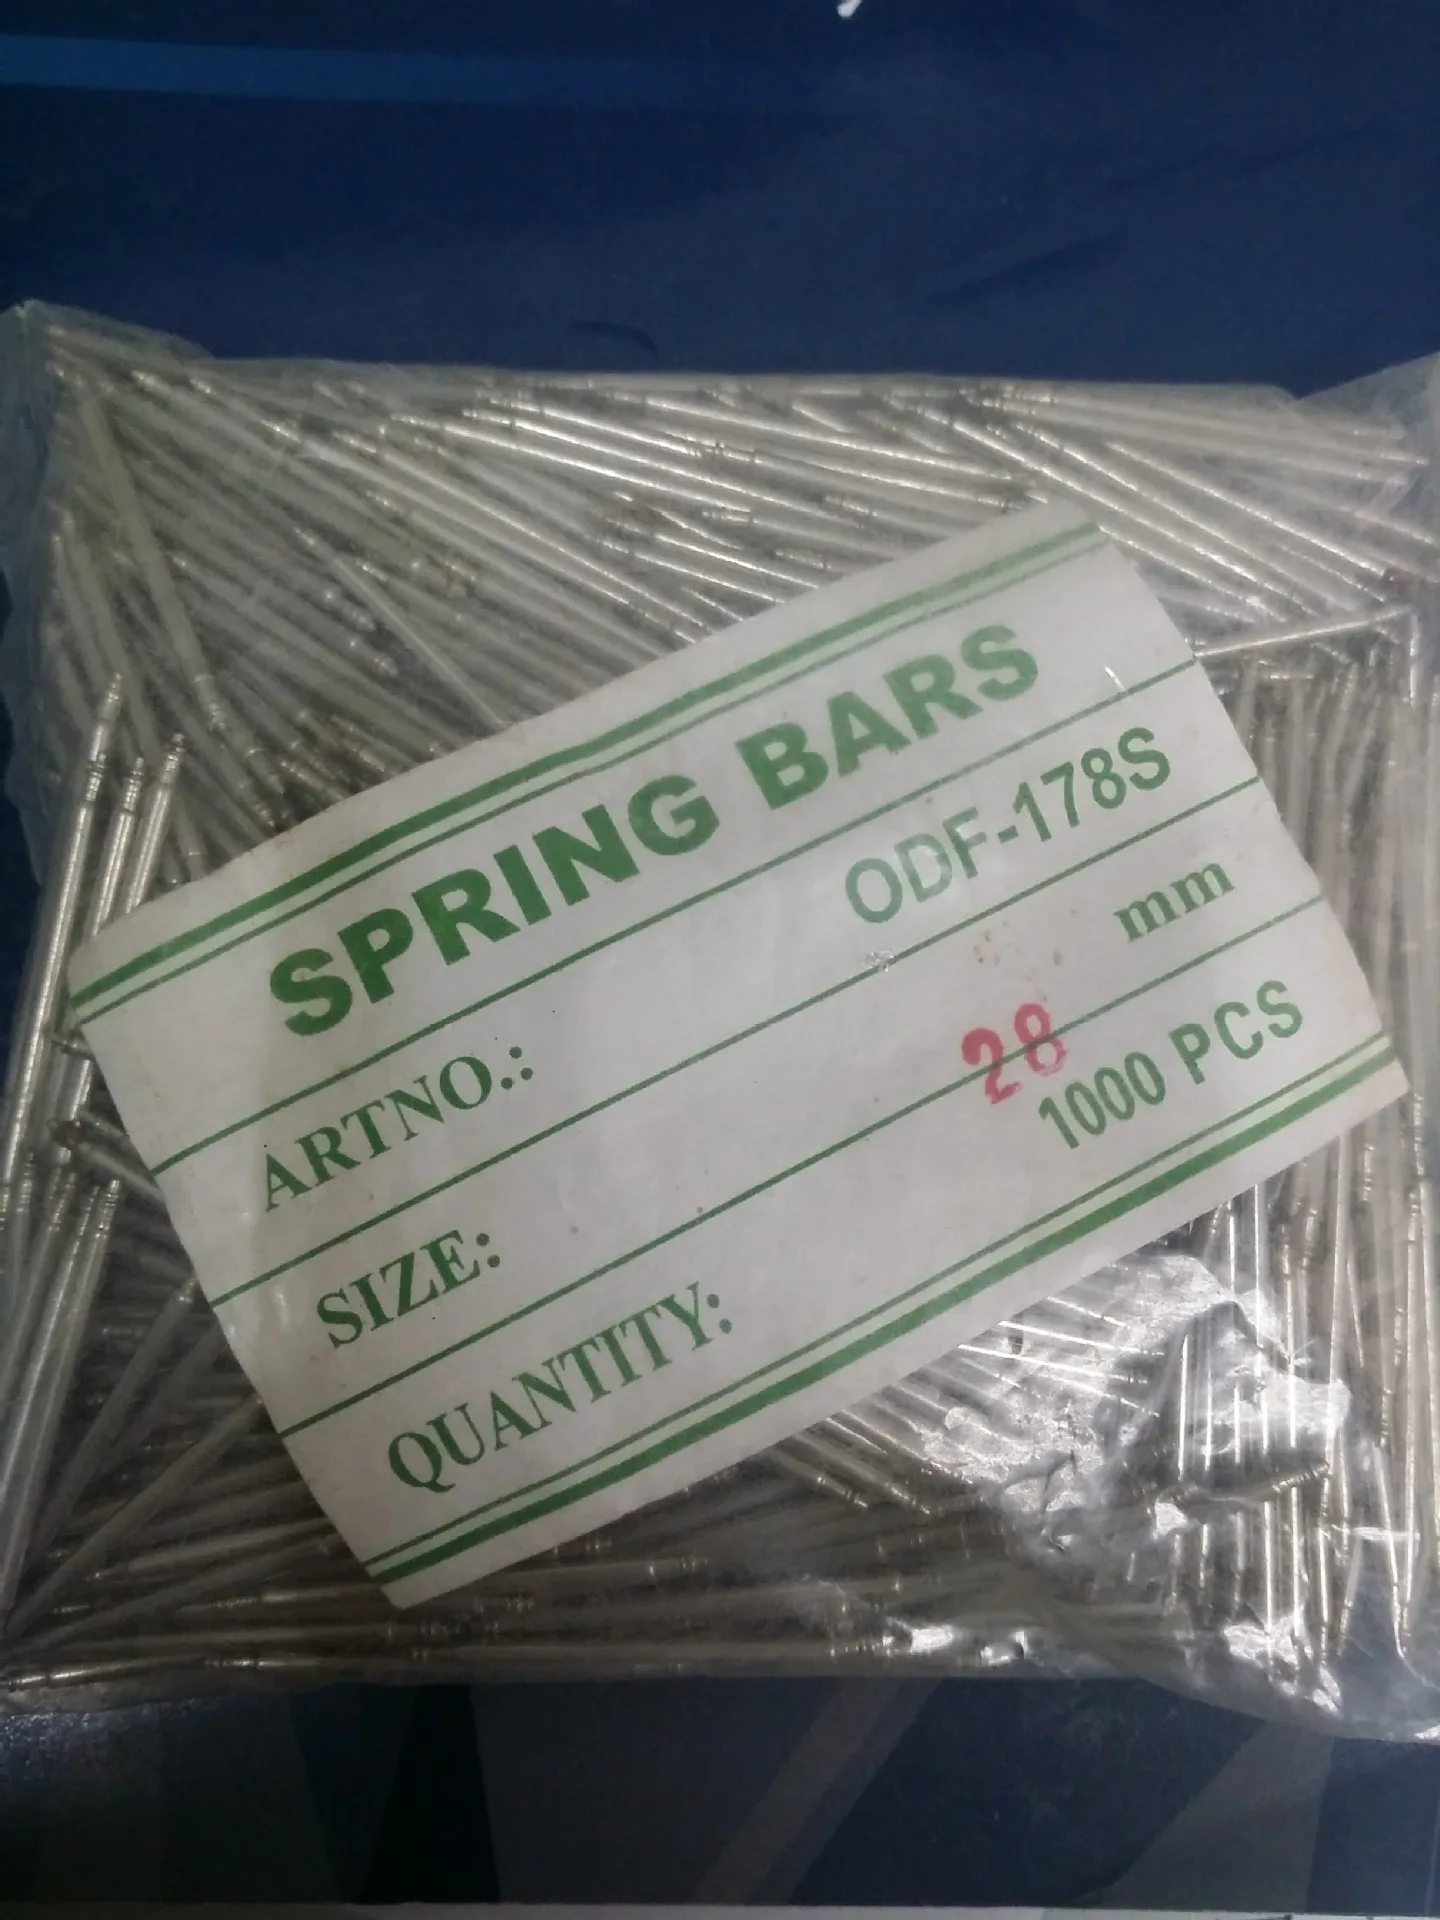 SPRING BARS
ARTNO.: ODF-178S
SIZE: 28 mm
QUANTITY: 1000 PCS